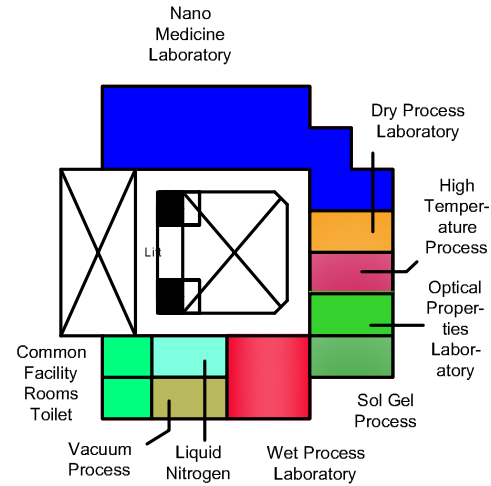 Nano
Medicine
Laboratory
Dry Process
Laboratory
High
Temper-
ature
Process
Lift
Optical
Proper-
ties
Labor-
atory
Common
Facility
Rooms
Toilet
Sol Gel
Process
Vacuum
Process
Liquid
Nitrogen
Wet Process
Laboratory